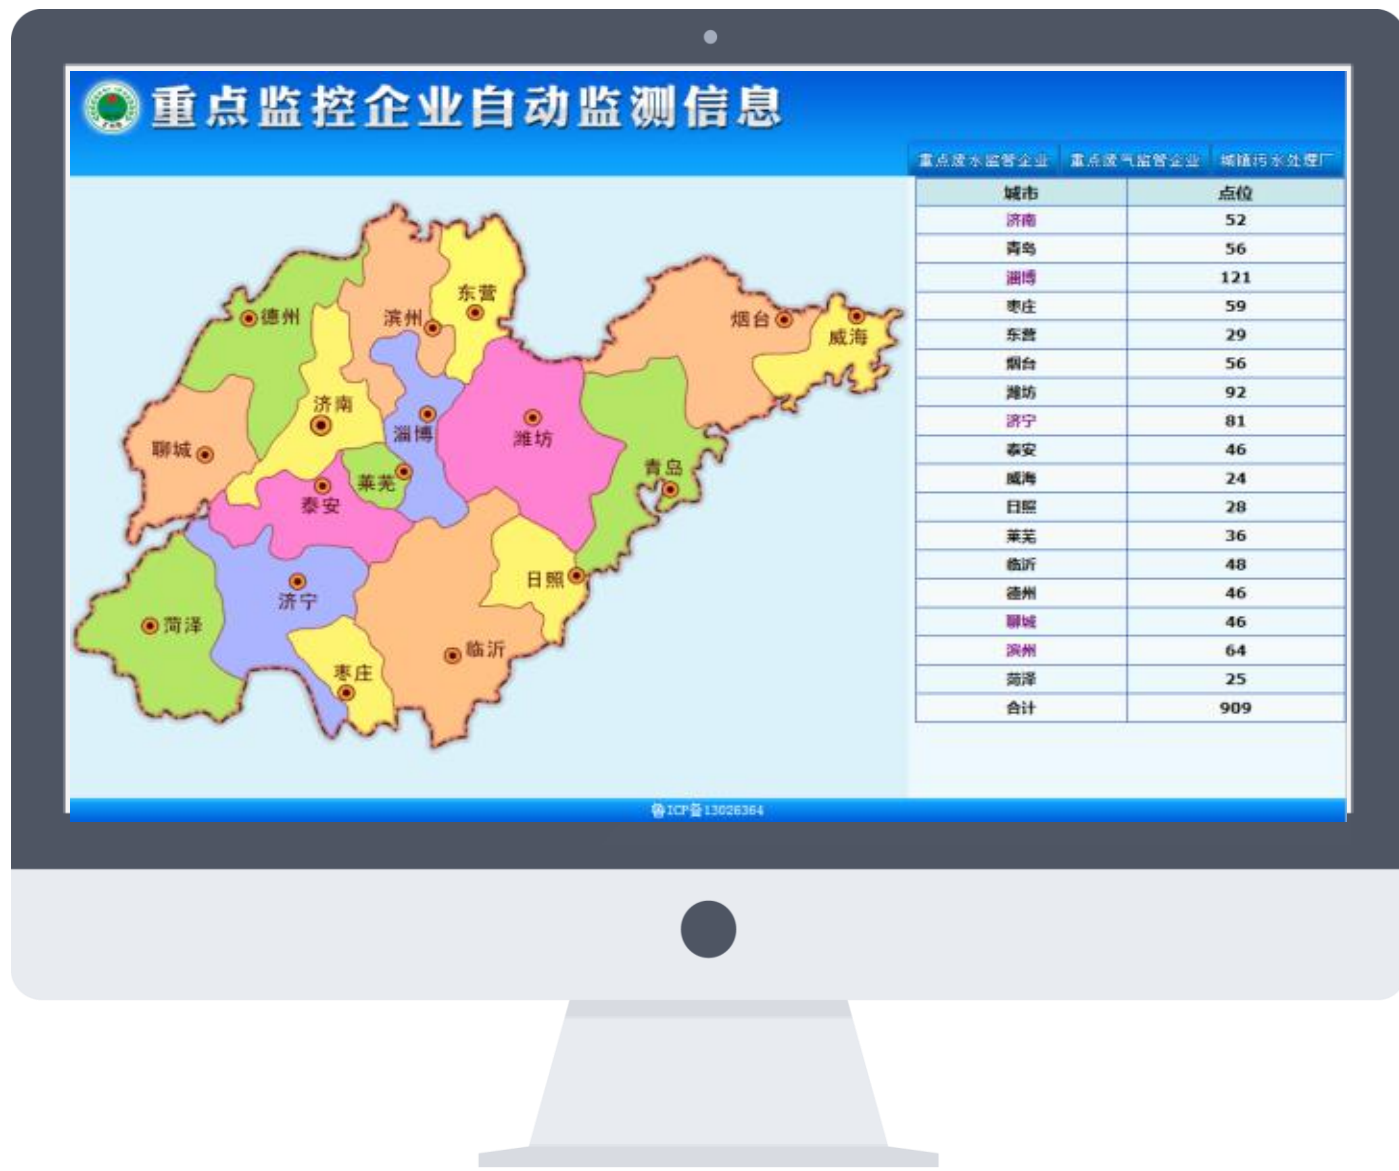 重点监控企业自动监测信息
重点废水监管企业 重点废气监管企业 城镇污水处理厂
城市 点位
济南 52
青岛 56
淄博 121
枣庄 59
东营 29
烟台 56
潍坊 92
济宁 81
泰安 46
威海 24
日照 28
莱芜 36
临沂 48
德州 46
聊城 46
滨州 64
菏泽 25
合计 909
东营
德州
滨州
烟台
威海
济南
淄博
潍坊
聊城
青岛
莱芜
泰安
日照
济宁
菏泽
临沂
枣庄
鲁ICP备13026364